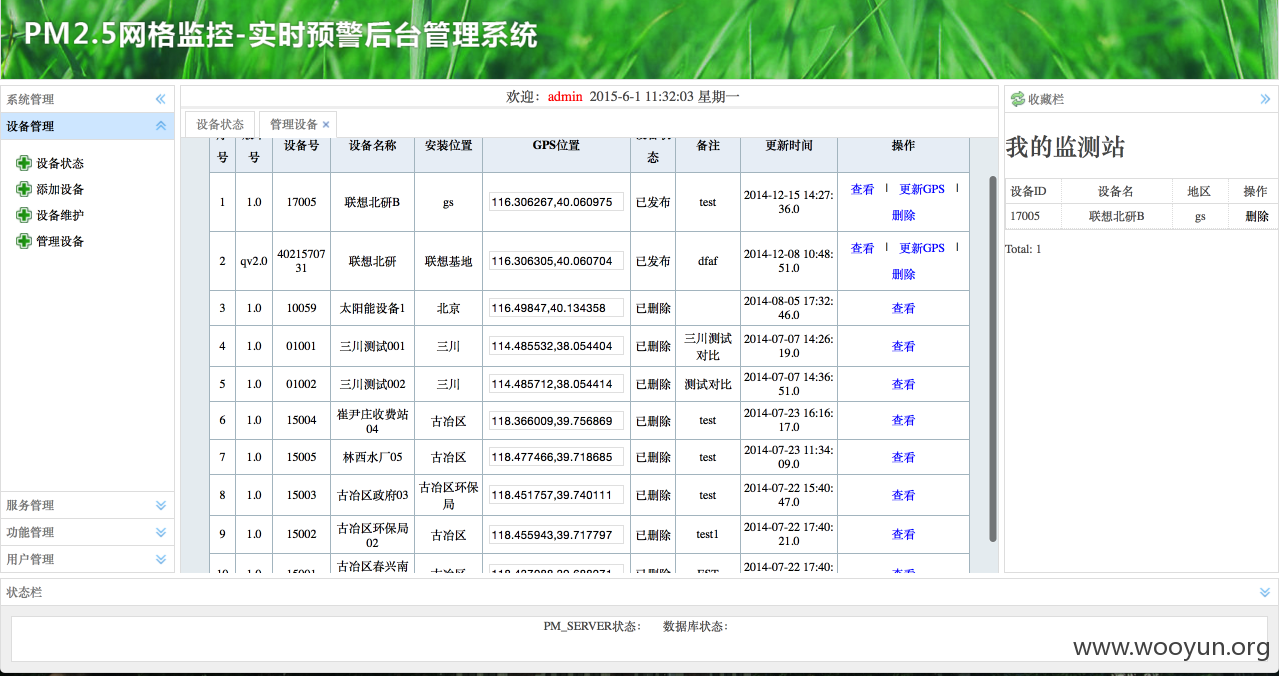 PM2.5网格监控-实时预警后台管理系统
系统管理
设备管理
设备状态
添加设备
设备维护
管理设备
服务管理
功能管理
用户管理
欢迎： admin 2015-6-1 11:32:03 星期一
设备状态 管理设备
号 号 设备号 设备名称 安装位置 GPS位置 态 备注 更新时间 操作
1 1.0 17005 联想北研B gs 116.306267,40.060975 已发布 test 2014-12-15 14:27:36.0 查看 | 更新GPS | 删除
2 qv2.0 4021570731 联想北研 联想基地 116.306305,40.060704 已发布 dfaf 2014-12-08 10:48:51.0 查看 | 更新GPS | 删除
3 1.0 10059 太阳能设备1 北京 116.49847,40.134358 已删除 2014-08-05 17:32:46.0 查看
4 1.0 01001 三川测试001 三川 114.485532,38.054404 已删除 三川测试对比 2014-07-07 14:26:19.0 查看
5 1.0 01002 三川测试002 三川 114.485712,38.054414 已删除 测试对比 2014-07-07 14:36:51.0 查看
6 1.0 15004 崔尹庄收费站04 古冶区 118.366009,39.756869 已删除 test 2014-07-23 16:16:17.0 查看
7 1.0 15005 林西水厂05 古冶区 118.477466,39.718685 已删除 test 2014-07-23 11:34:09.0 查看
8 1.0 15003 古冶区政府03 古冶区环保局 118.451757,39.740111 已删除 test 2014-07-22 15:40:47.0 查看
9 1.0 15002 古冶区环保局02 古冶区 118.455943,39.717797 已删除 test1 2014-07-22 17:40:21.0 查看
古冶区春兴南 2014-07-22 17:40:
收藏栏
我的监测站
设备ID 设备名 地区 操作
17005 联想北研B gs 删除
Total: 1
状态栏
PM_SERVER状态： 数据库状态：
www.wooyun.org